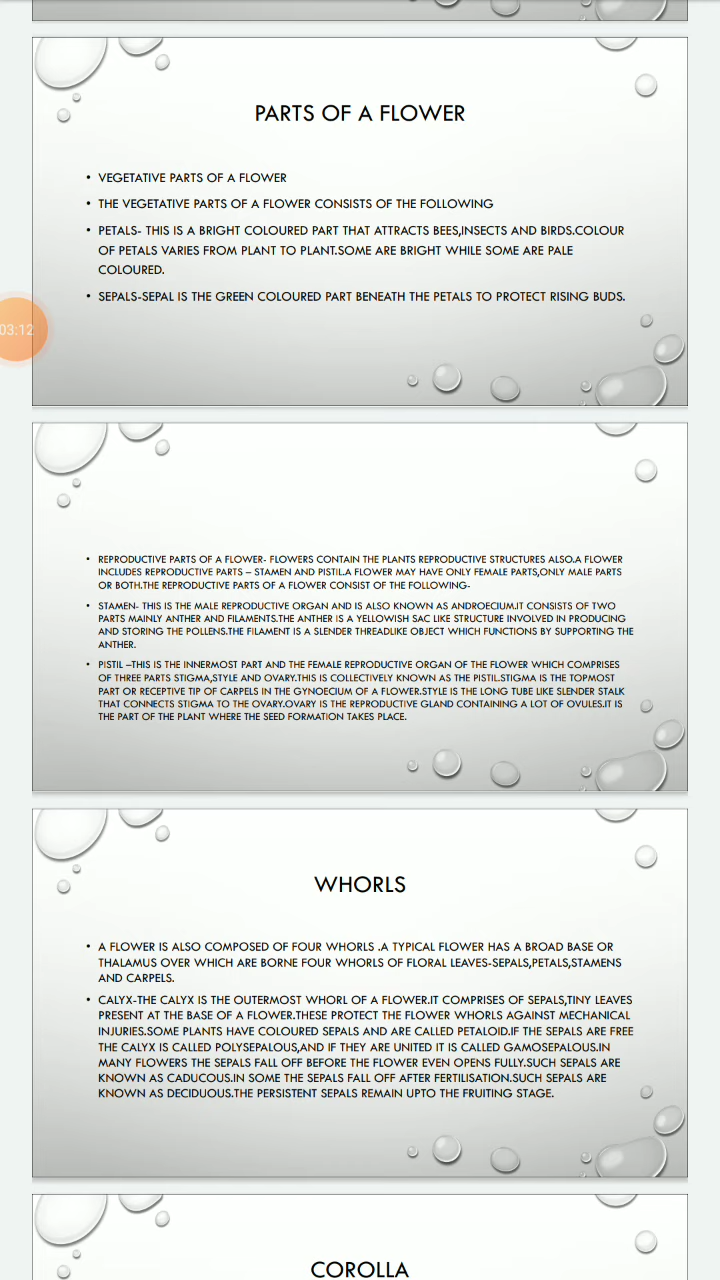 PARTS OF A FLOWER
• VEGETATIVE PARTS OF A FLOWER
• THE VEGETATIVE PARTS OF A FLOWER CONSISTS OF THE FOLLOWING
• PETALS- THIS IS A BRIGHT COLOURED PART THAT ATTRACTS BEES,INSECTS AND BIRDS.COLOUR
OF PETALS VARIES FROM PLANT TO PLANT.SOME ARE BRIGHT WHILE SOME ARE PALE
COLOURED.
• SEPALS-SEPAL IS THE GREEN COLOURED PART BENEATH THE PETALS TO PROTECT RISING BUDS.
03:12
• REPRODUCTIVE PARTS OF A FLOWER- FLOWERS CONTAIN THE PLANTS REPRODUCTIVE STRUCTURES ALSO.A FLOWER
INCLUDES REPRODUCTIVE PARTS – STAMEN AND PISTIL.A FLOWER MAY HAVE ONLY FEMALE PARTS,ONLY MALE PARTS
OR BOTH.THE REPRODUCTIVE PARTS OF A FLOWER CONSIST OF THE FOLLOWING-
• STAMEN- THIS IS THE MALE REPRODUCTIVE ORGAN AND IS ALSO KNOWN AS ANDROECIUM.IT CONSISTS OF TWO
PARTS MAINLY ANTHER AND FILAMENTS.THE ANTHER IS A YELLOWISH SAC LIKE STRUCTURE INVOLVED IN PRODUCING
AND STORING THE POLLENS.THE FILAMENT IS A SLENDER THREADLIKE OBJECT WHICH FUNCTIONS BY SUPPORTING THE
ANTHER.
• PISTIL –THIS IS THE INNERMOST PART AND THE FEMALE REPRODUCTIVE ORGAN OF THE FLOWER WHICH COMPRISES
OF THREE PARTS STIGMA,STYLE AND OVARY.THIS IS COLLECTIVELY KNOWN AS THE PISTIL.STIGMA IS THE TOPMOST
PART OR RECEPTIVE TIP OF CARPELS IN THE GYNOECIUM OF A FLOWER.STYLE IS THE LONG TUBE LIKE SLENDER STALK
THAT CONNECTS STIGMA TO THE OVARY.OVARY IS THE REPRODUCTIVE GLAND CONTAINING A LOT OF OVULES.IT IS
THE PART OF THE PLANT WHERE THE SEED FORMATION TAKES PLACE.
WHORLS
• A FLOWER IS ALSO COMPOSED OF FOUR WHORLS .A TYPICAL FLOWER HAS A BROAD BASE OR
THALAMUS OVER WHICH ARE BORNE FOUR WHORLS OF FLORAL LEAVES-SEPALS,PETALS,STAMENS
AND CARPELS.
• CALYX-THE CALYX IS THE OUTERMOST WHORL OF A FLOWER.IT COMPRISES OF SEPALS,TINY LEAVES
PRESENT AT THE BASE OF A FLOWER.THESE PROTECT THE FLOWER WHORLS AGAINST MECHANICAL
INJURIES.SOME PLANTS HAVE COLOURED SEPALS AND ARE CALLED PETALOID.IF THE SEPALS ARE FREE
THE CALYX IS CALLED POLYSEPALOUS,AND IF THEY ARE UNITED IT IS CALLED GAMOSEPALOUS.IN
MANY FLOWERS THE SEPALS FALL OFF BEFORE THE FLOWER EVEN OPENS FULLY.SUCH SEPALS ARE
KNOWN AS CADUCOUS.IN SOME THE SEPALS FALL OFF AFTER FERTILISATION.SUCH SEPALS ARE
KNOWN AS DECIDUOUS.THE PERSISTENT SEPALS REMAIN UPTO THE FRUITING STAGE.
COROLLA